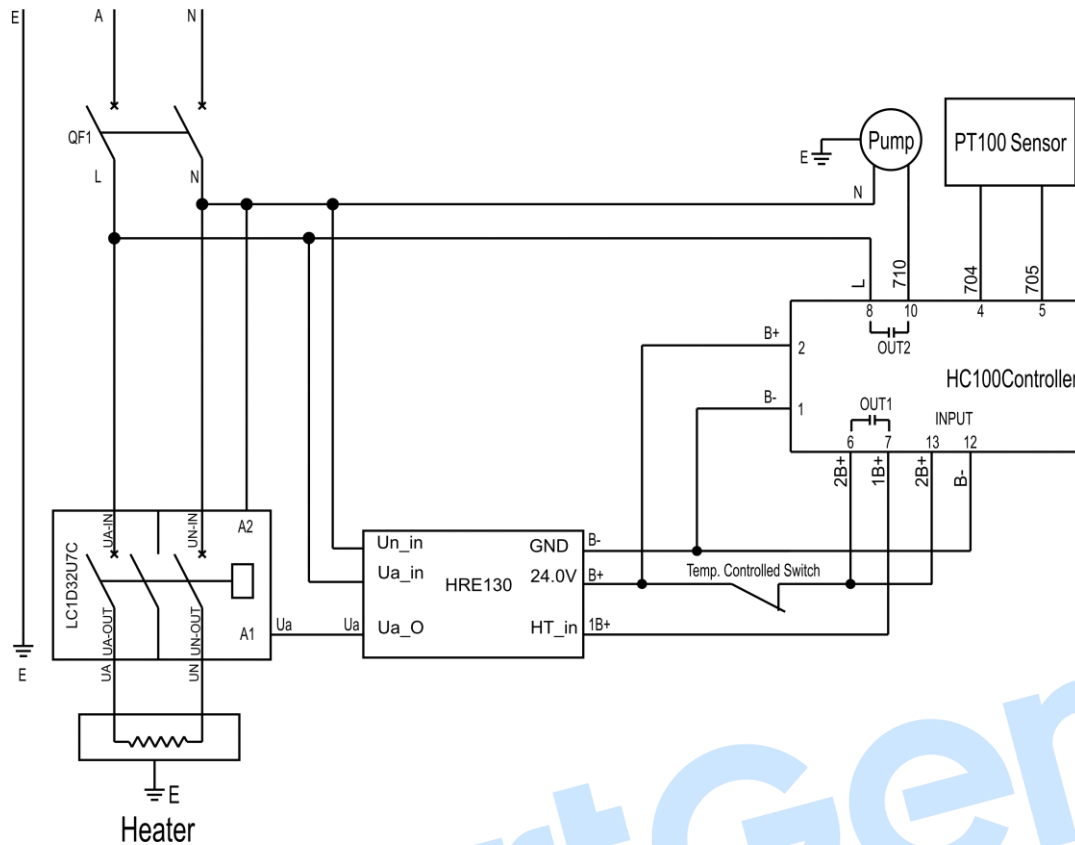 E
A
N
QF1
L
N
E
Pump
N
PT100 Sensor
L
710
704
705
8
10
4
5
OUT2
B+
2
HC100Controller
B-
1
OUT1
INPUT
6
7
13
12
2B+
1B+
2B+
B-
UA-IN
UN-IN
A2
LC1D32U7C
UA-OUT
UN-OUT
A1
Ua
Ua
UA
UN
Un_in
GND
B-
Ua_in
HRE130
24.0V
B+
Temp. Controlled Switch
Ua_O
HT_in
1B+
E
E
Heater